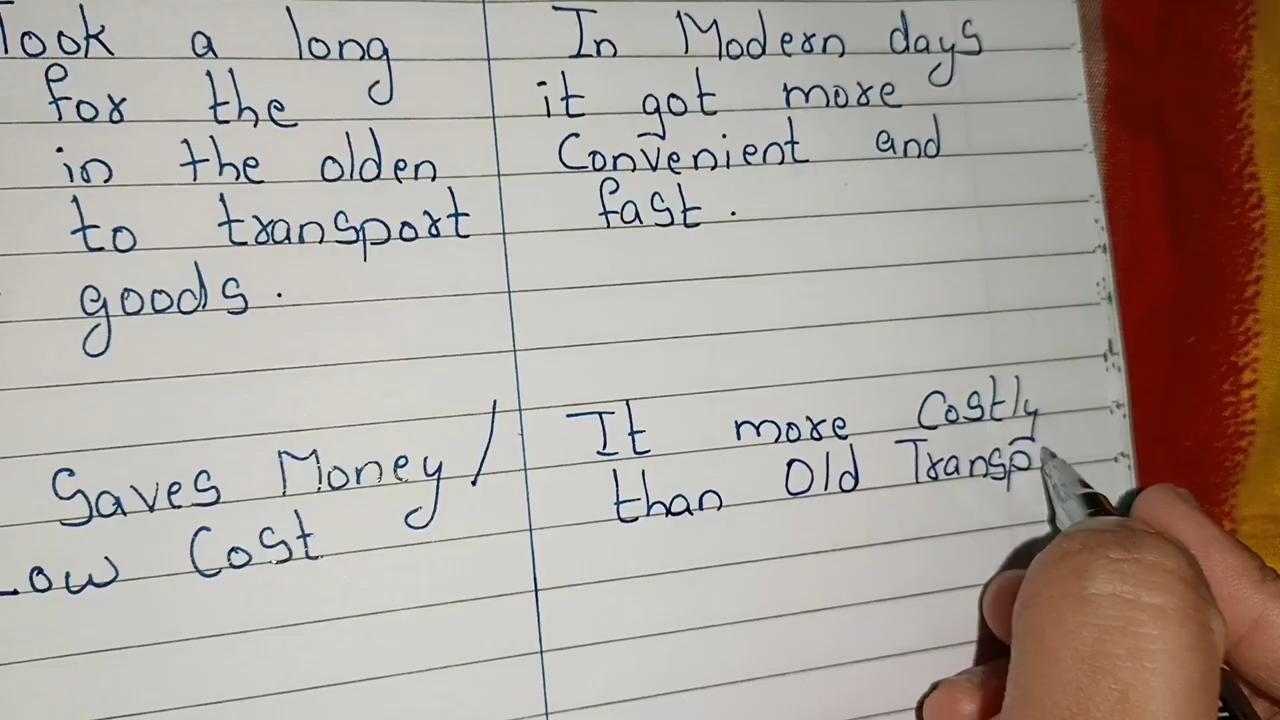 Took a long
for the
in the olden
to transport
goods.
Saves Money/
Low Cost
In Modern days
it got more
Convenient and
fast.
It more Costly
than Old Transp